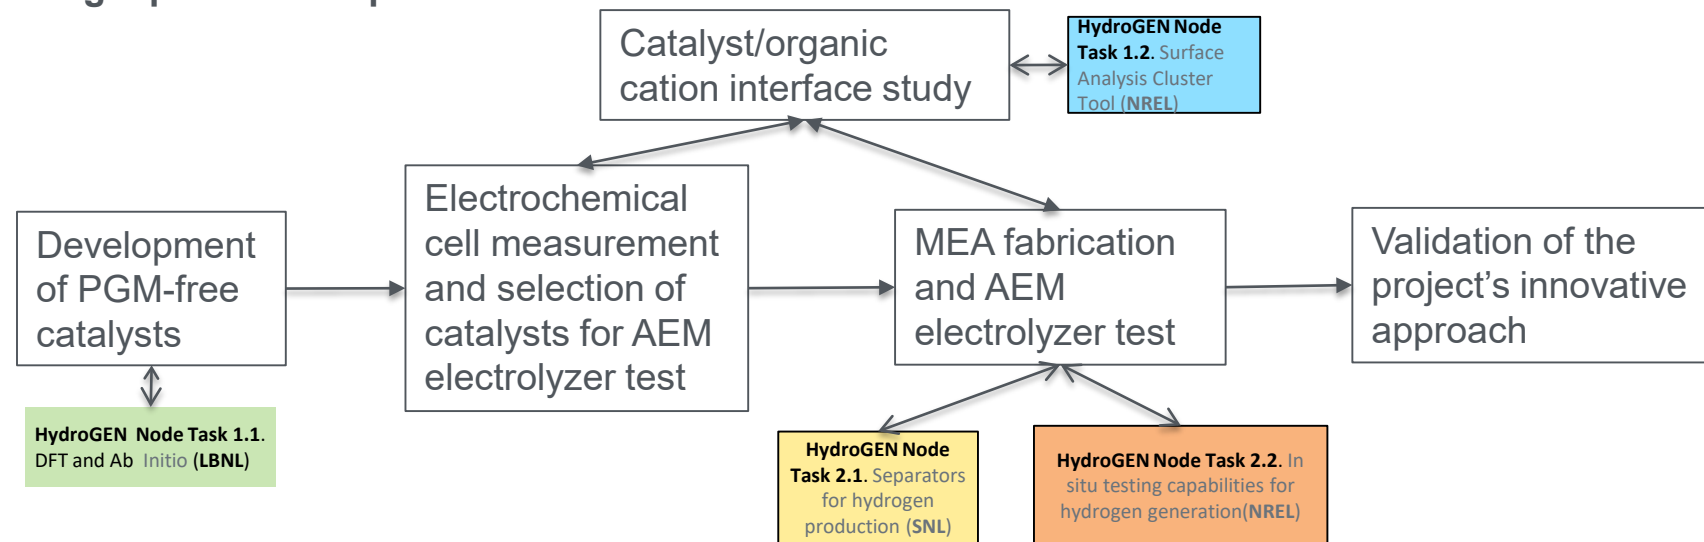 Catalyst/organic
cation interface study
HydroGEN Node
Task 1.2. Surface
Analysis Cluster
Tool (NREL)
Development
of PGM-free
catalysts
Electrochemical
cell measurement
and selection of
catalysts for AEM
electrolyzer test
MEA fabrication
and AEM
electrolyzer test
Validation of the
project's innovative
approach
HydroGEN Node Task 1.1.
DFT and Ab Initio (LBNL)
HydroGEN Node
Task 2.1. Separators
for hydrogen
production (SNL)
HydroGEN Node Task 2.2. In
situ testing capabilities for
hydrogen generation(NREL)